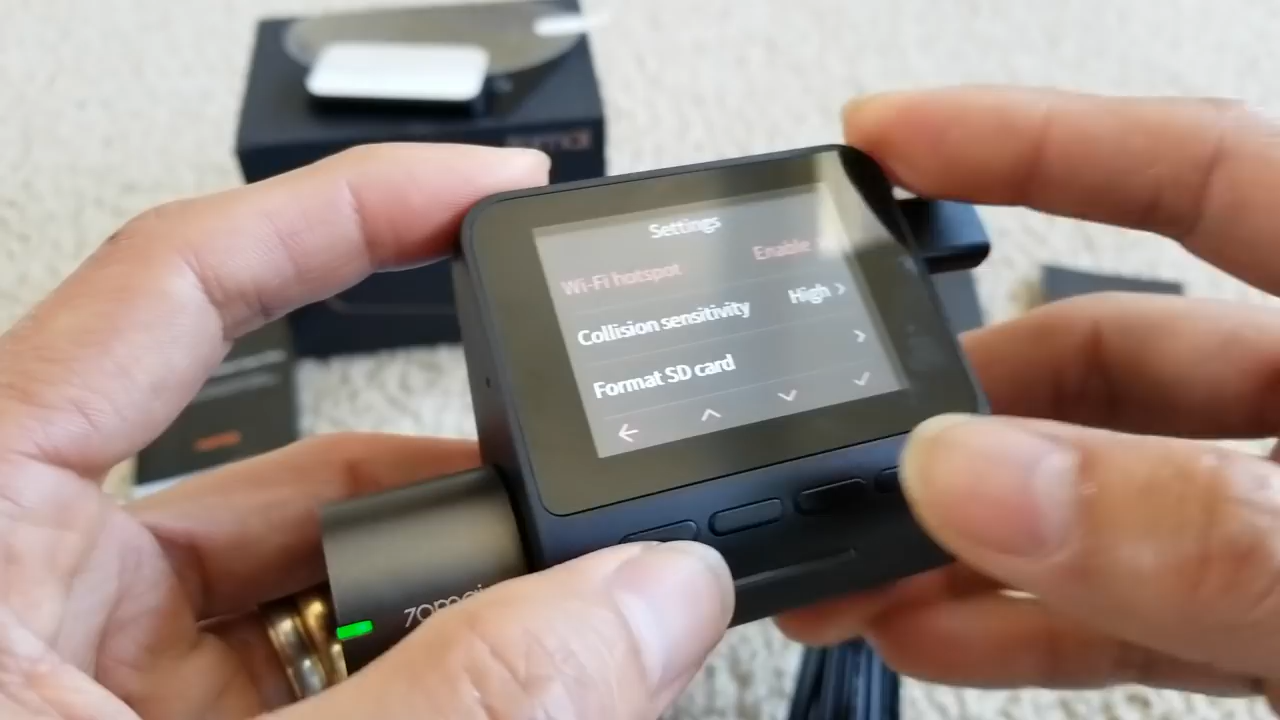 Settings
Wi-Fi hotspot Enable
Collision sensitivity High
Format SD card
70mai